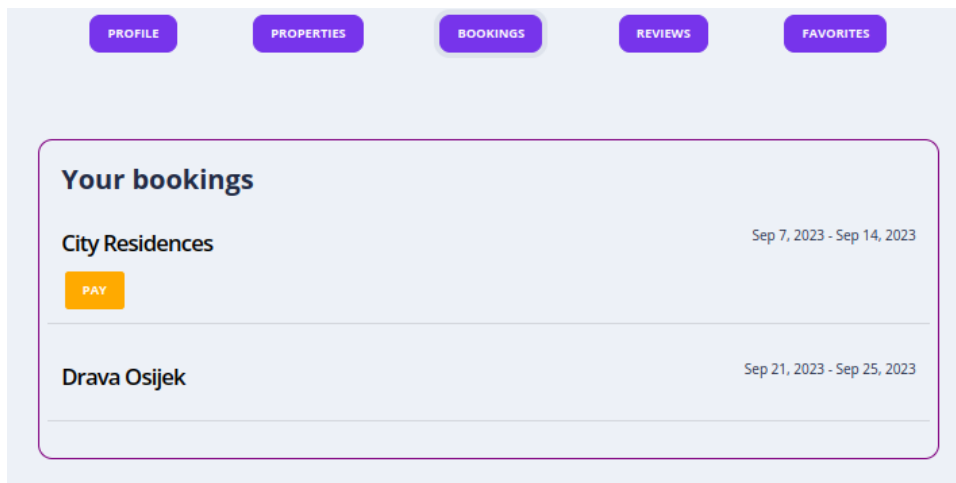 PROFILE PROPERTIES BOOKINGS REVIEWS FAVORITES
Your bookings
City Residences Sep 7, 2023 - Sep 14, 2023
PAY
Drava Osijek Sep 21, 2023 - Sep 25, 2023